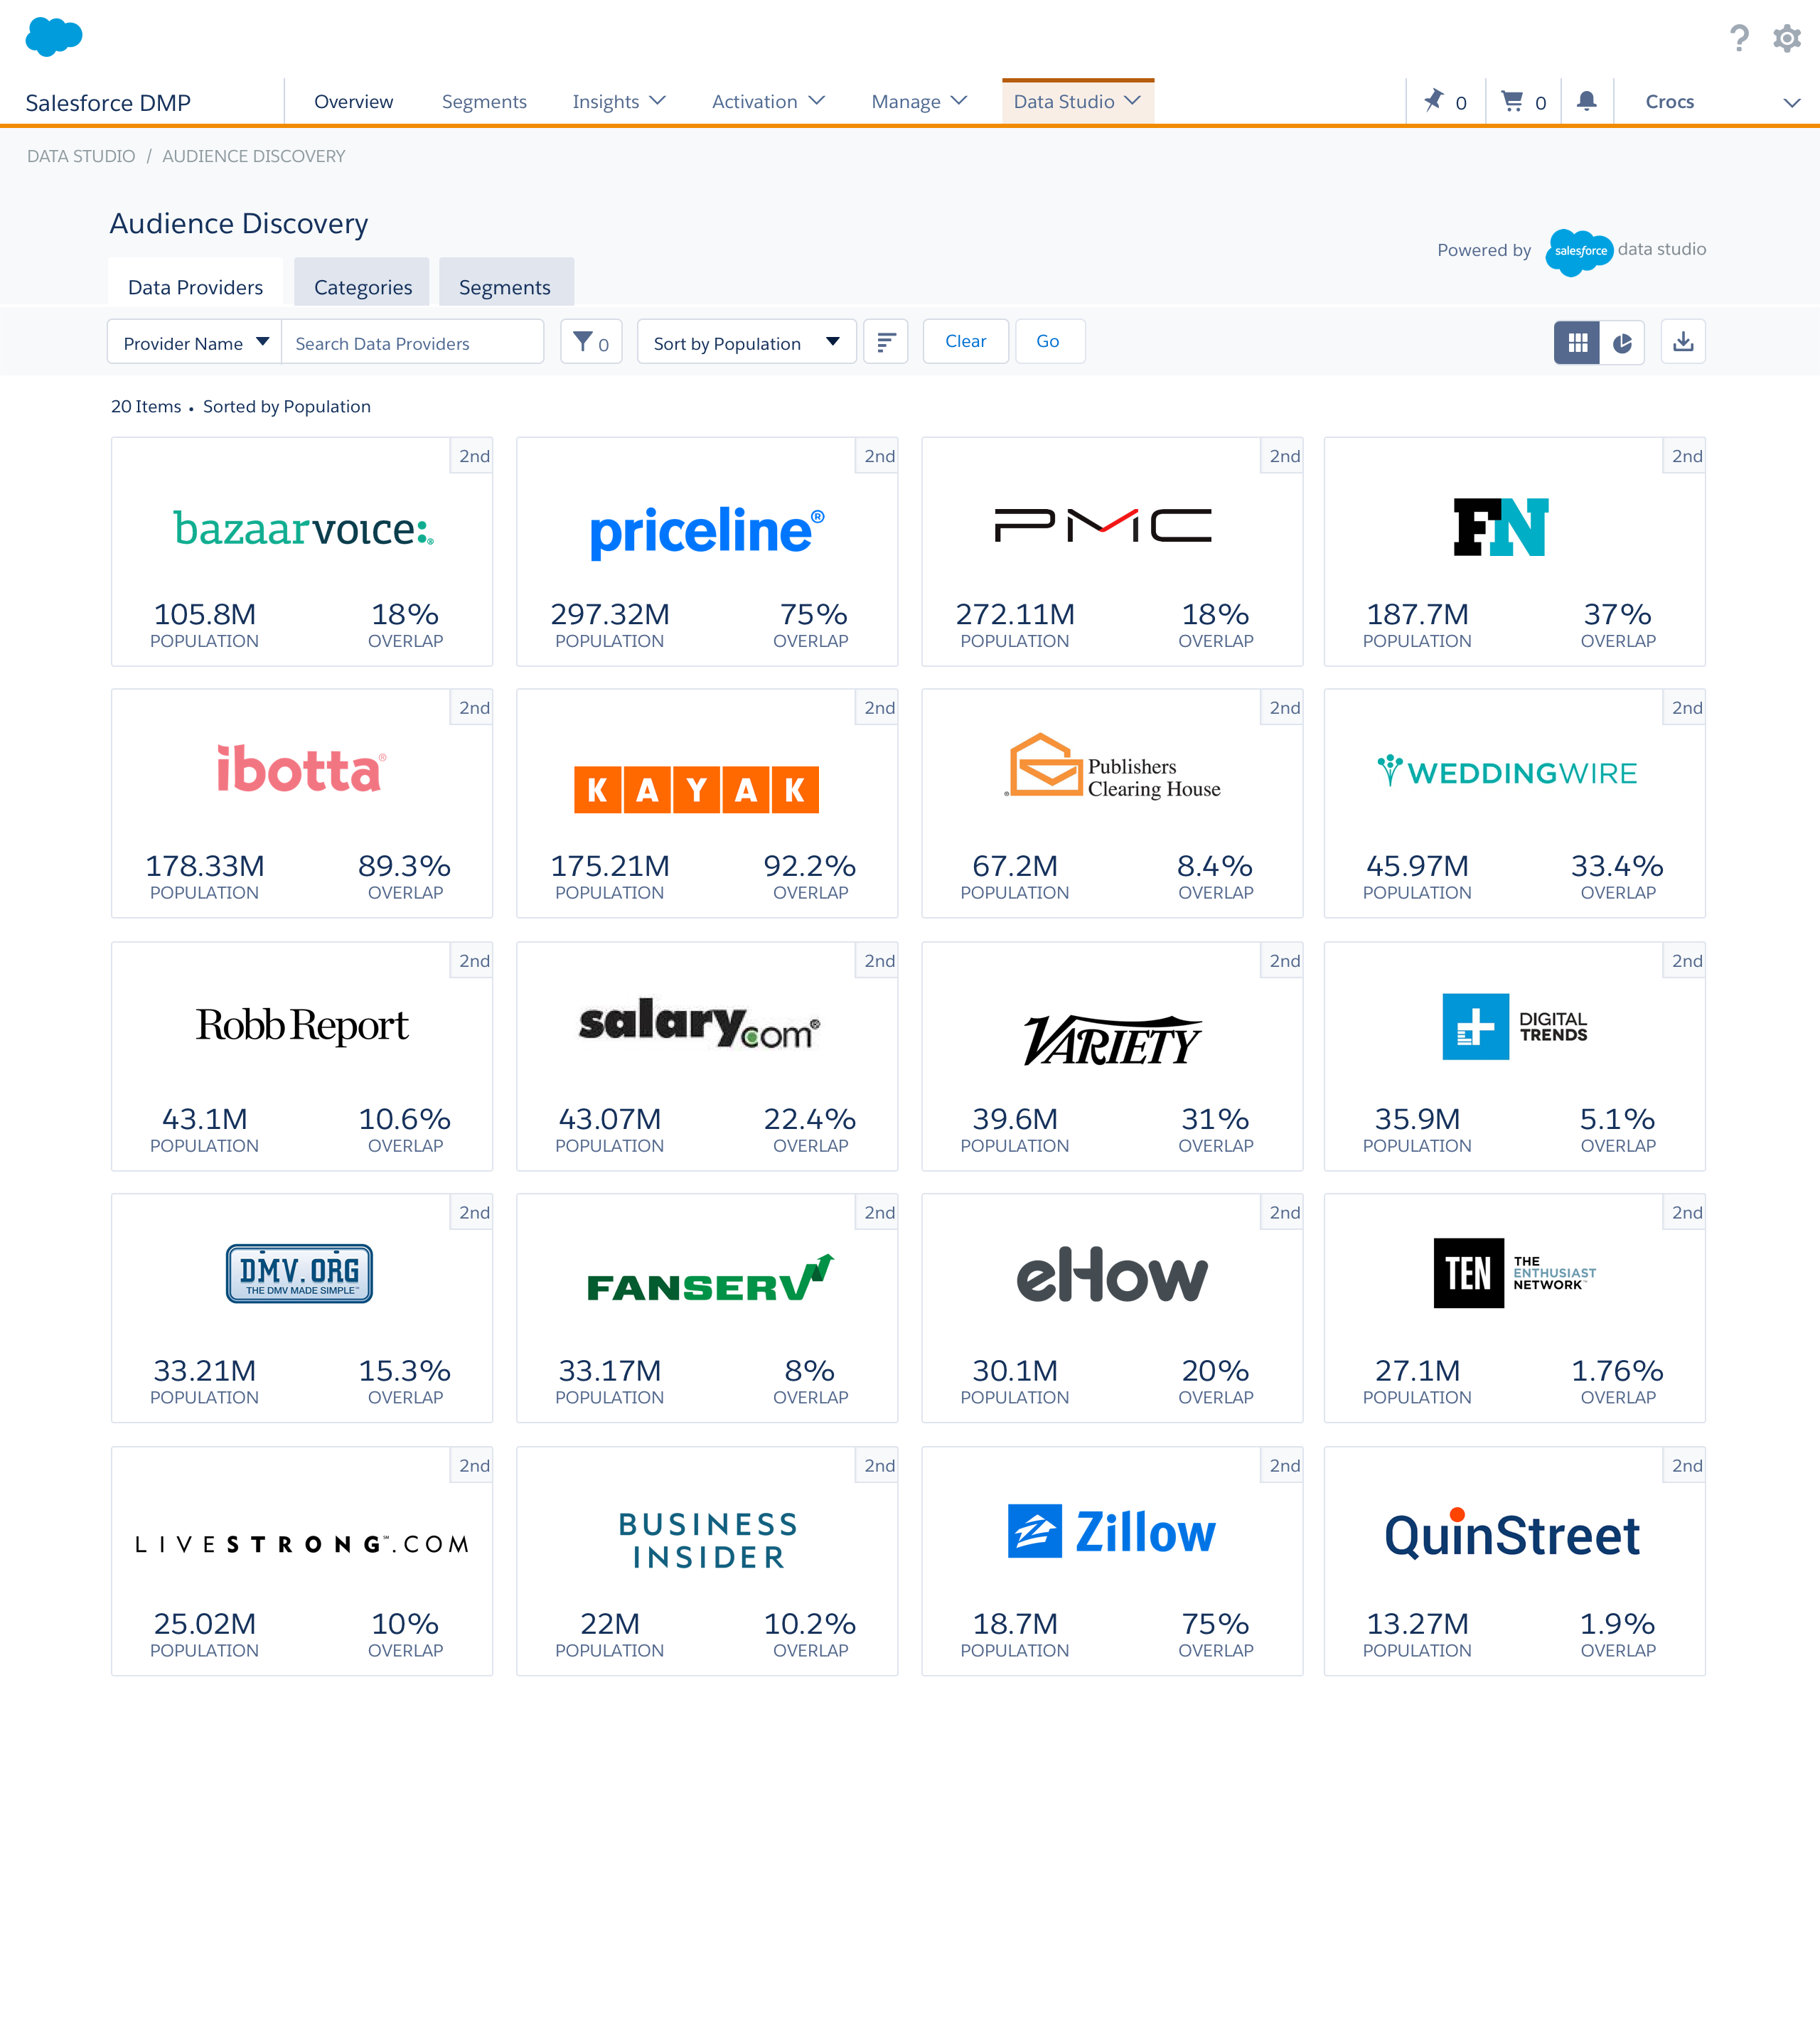 Salesforce DMP Overview Segments Insights Activation Manage Data Studio 0 0 Crocs
DATA STUDIO / AUDIENCE DISCOVERY
Audience Discovery
Powered by salesforce data studio
Data Providers Categories Segments
Provider Name Search Data Providers 0 Sort by Population Clear Go
20 Items • Sorted by Population
2nd 2nd 2nd 2nd
bazaarvoice:® priceline® PMC FN
105.8M 18% 297.32M 75% 272.11M 18% 187.7M 37%
POPULATION OVERLAP POPULATION OVERLAP POPULATION OVERLAP POPULATION OVERLAP
2nd 2nd 2nd 2nd
ibotta® KAYAK Publishers Clearing House® WEDDINGWIRE
178.33M 89.3% 175.21M 92.2% 67.2M 8.4% 45.97M 33.4%
POPULATION OVERLAP POPULATION OVERLAP POPULATION OVERLAP POPULATION OVERLAP
2nd 2nd 2nd 2nd
Robb Report salary.com® VARIETY DIGITAL TRENDS
43.1M 10.6% 43.07M 22.4% 39.6M 31% 35.9M 5.1%
POPULATION OVERLAP POPULATION OVERLAP POPULATION OVERLAP POPULATION OVERLAP
2nd 2nd 2nd 2nd
DMV.ORG THE DMV MADE SIMPLE™ FANSERV eHow TEN THE ENTHUSIAST NETWORK™
33.21M 15.3% 33.17M 8% 30.1M 20% 27.1M 1.76%
POPULATION OVERLAP POPULATION OVERLAP POPULATION OVERLAP POPULATION OVERLAP
2nd 2nd 2nd 2nd
LIVESTRONG℠.COM BUSINESS INSIDER Zillow QuinStreet
25.02M 10% 22M 10.2% 18.7M 75% 13.27M 1.9%
POPULATION OVERLAP POPULATION OVERLAP POPULATION OVERLAP POPULATION OVERLAP